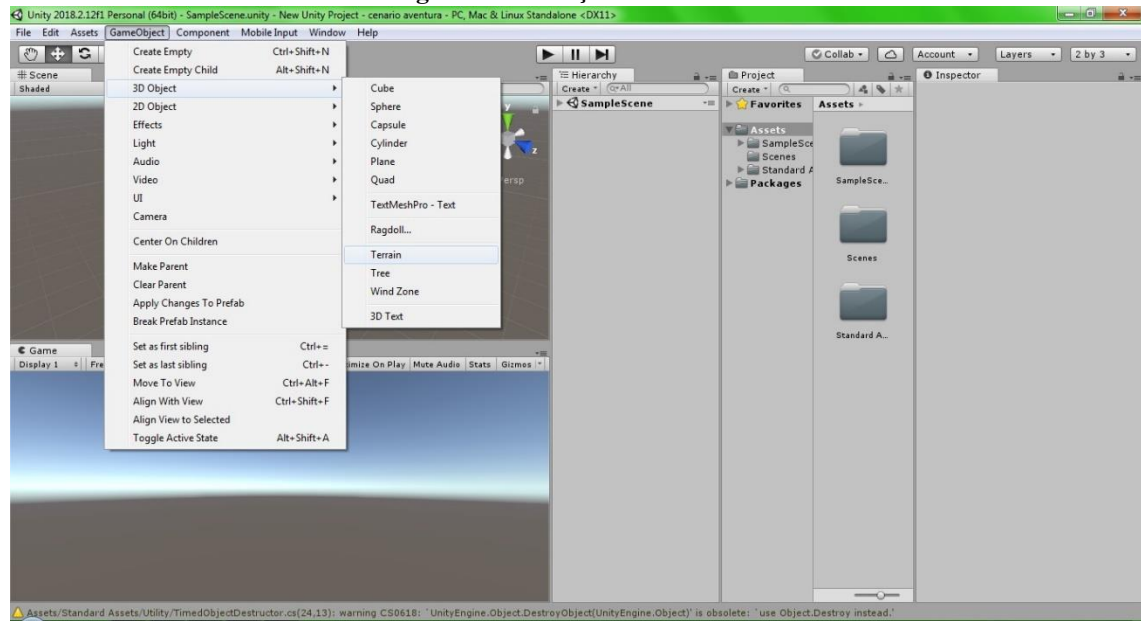 Unity 2018.2.12f1 Personal (64bit) - SampleScene.unity - New Unity Project - cenario aventura - PC, Mac & Linux Standalone <DX11>
File Edit Assets GameObject Component Mobile Input Window Help
Collab Account Layers 2 by 3
Scene
Shaded
y
z
ersp
Create Empty Ctrl+Shift+N
Create Empty Child Alt+Shift+N
3D Object
2D Object
Effects
Light
Audio
Video
UI
Camera
Center On Children
Make Parent
Clear Parent
Apply Changes To Prefab
Break Prefab Instance
Set as first sibling Ctrl+=
Set as last sibling Ctrl+-
Move To View Ctrl+Alt+F
Align With View Ctrl+Shift+F
Align View to Selected
Toggle Active State Alt+Shift+A
Cube
Sphere
Capsule
Cylinder
Plane
Quad
TextMeshPro - Text
Ragdoll...
Terrain
Tree
Wind Zone
3D Text
Hierarchy
Create All
SampleScene
Project
Create
Favorites
Assets
SampleSce
Scenes
Standard A
Packages
Assets
SampleSce...
Scenes
Standard A...
Inspector
Game
Display 1 Fre imize On Play Mute Audio Stats Gizmos
Assets/Standard Assets/Utility/TimedObjectDestructor.cs(24,13): warning CS0618: `UnityEngine.Object.DestroyObject(UnityEngine.Object)' is obsolete: `use Object.Destroy instead.'